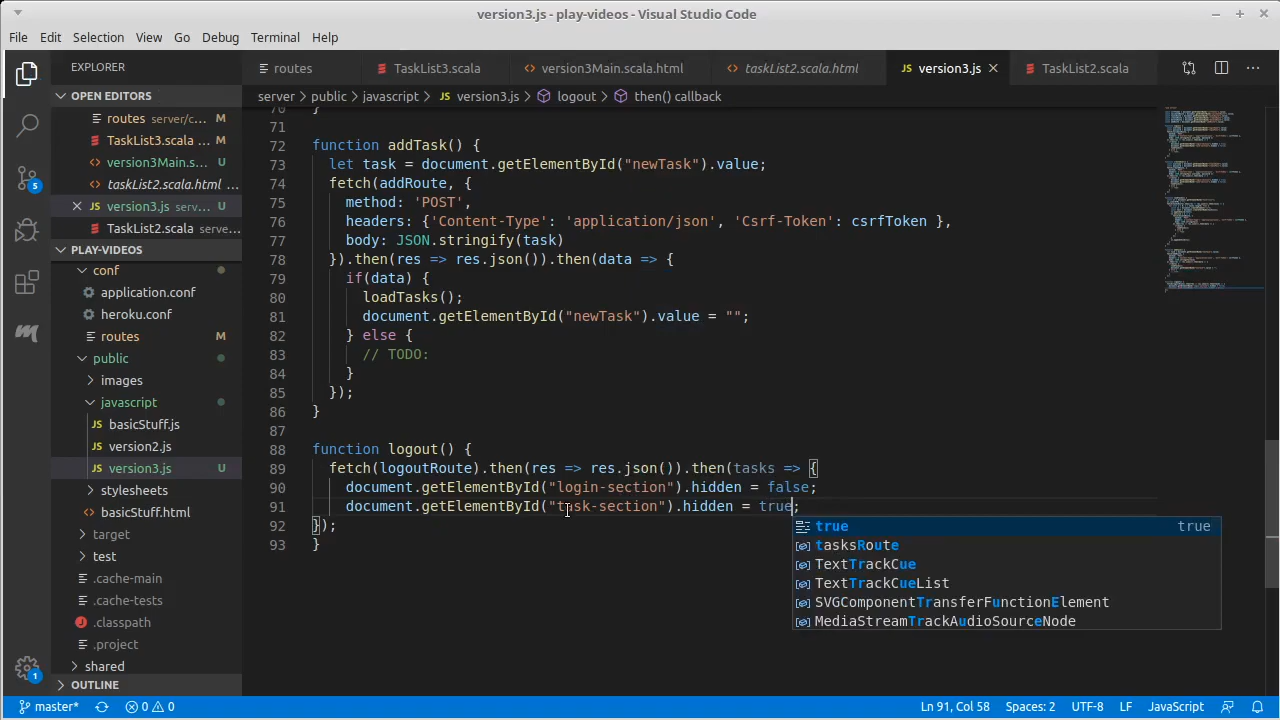 version3.js - play-videos - Visual Studio Code
File Edit Selection View Go Debug Terminal Help
EXPLORER
routes TaskList3.scala version3Main.scala.html taskList2.scala.html version3.js TaskList2.scala
OPEN EDITORS
server > public > javascript > version3.js > logout > then() callback
routes server/c... M
TaskList3.scala M
version3Main.s... U
taskList2.scala.html ...
version3.js serv... U
TaskList2.scala serve...
PLAY-VIDEOS
conf
application.conf
heroku.conf
routes M
public
images
javascript
basicStuff.js
version2.js
version3.js U
stylesheets
basicStuff.html
target
test
.cache-main
.cache-tests
.classpath
.project
shared
OUTLINE
5
1
70 }
71
72 function addTask() {
73 let task = document.getElementById("newTask").value;
74 fetch(addRoute, {
75 method: 'POST',
76 headers: {'Content-Type': 'application/json', 'Csrf-Token': csrfToken },
77 body: JSON.stringify(task)
78 }).then(res => res.json()).then(data => {
79 if(data) {
80 loadTasks();
81 document.getElementById("newTask").value = "";
82 } else {
83 // TODO:
84 }
85 });
86 }
87
88 function logout() {
89 fetch(logoutRoute).then(res => res.json()).then(tasks => {
90 document.getElementById("login-section").hidden = false;
91 document.getElementById("task-section").hidden = true;
92 });
93 }
true true
tasksRoute
TextTrackCue
TextTrackCueList
SVGComponentTransferFunctionElement
MediaStreamTrackAudioSourceNode
master* 0 0 Ln 91, Col 58 Spaces: 2 UTF-8 LF JavaScript